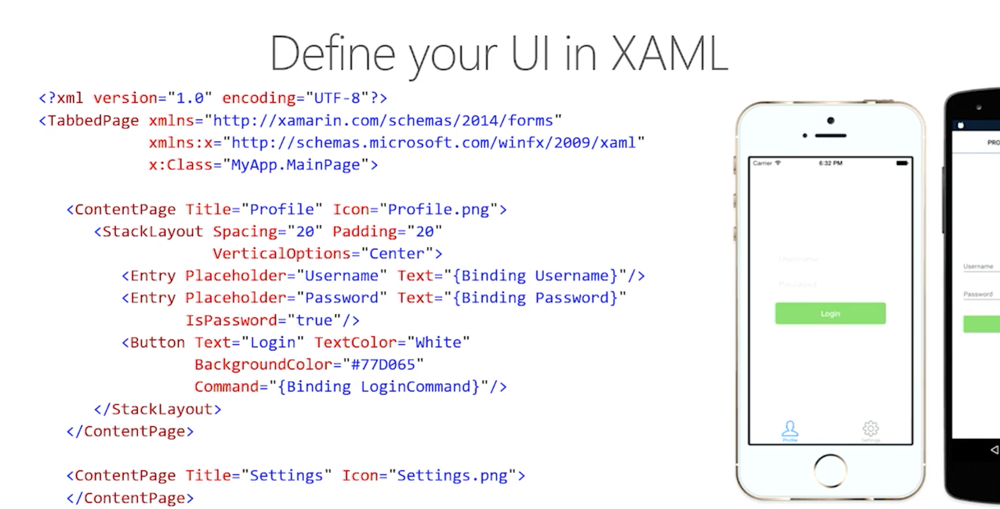 Define your UI in XAML
<?xml version="1.0" encoding="UTF-8"?>
<TabbedPage xmlns="http://xamarin.com/schemas/2014/forms"
xmlns:x="http://schemas.microsoft.com/winfx/2009/xaml"
x:Class="MyApp.MainPage">
<ContentPage Title="Profile" Icon="Profile.png">
<StackLayout Spacing="20" Padding="20"
VerticalOptions="Center">
<Entry Placeholder="Username" Text="{Binding Username}"/>
<Entry Placeholder="Password" Text="{Binding Password}"
IsPassword="true"/>
<Button Text="Login" TextColor="White"
BackgroundColor="#77D065"
Command="{Binding LoginCommand}"/>
</StackLayout>
</ContentPage>
<ContentPage Title="Settings" Icon="Settings.png">
</ContentPage>
Carrier 6:32 PM
Username
Password
Login
Profile Settings
PRO
Username
Password